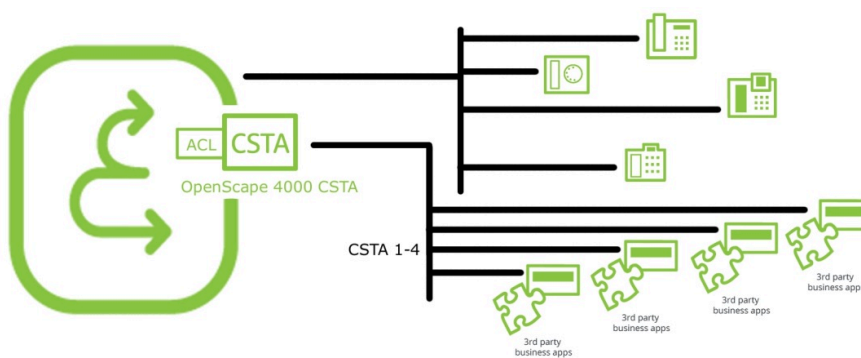 ACL
CSTA
OpenScape 4000 CSTA
CSTA 1-4
3rd party
business apps
3rd party
business apps
3rd party
business apps
3rd party
business app